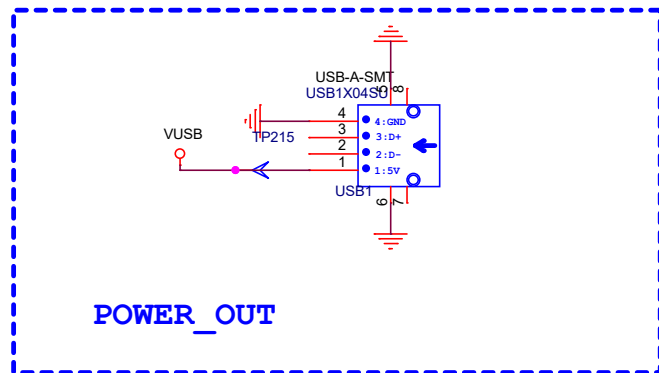 USB-A-SMT
USB1X04SU
5
8
VUSB
TP215
4
3
2
1
4:GND
3:D+
2:D-
1:5V
USB1
6
7
POWER_OUT